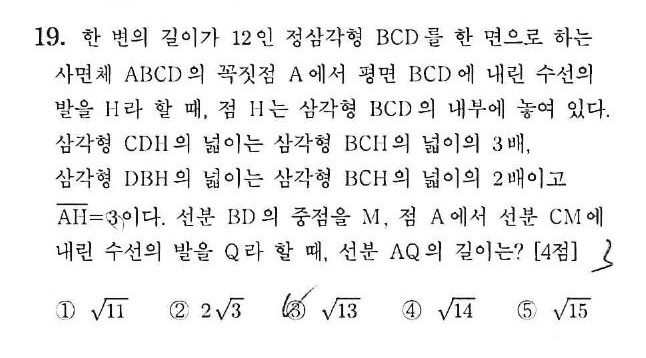 19. 한 변의 길이가 12인 정삼각형 BCD를 한 면으로 하는
사면체 ABCD의 꼭짓점 A에서 평면 BCD에 내린 수선의
발을 H라 할 때, 점 H는 삼각형 BCD의 내부에 놓여 있다.
삼각형 CDH의 넓이는 삼각형 BCH의 넓이의 3배,
삼각형 DBH의 넓이는 삼각형 BCH의 넓이의 2배이고
AH=3이다. 선분 BD의 중점을 M, 점 A에서 선분 CM에
내린 수선의 발을 Q라 할 때, 선분 AQ의 길이는? [4점] 3
① √11 ② 2√3 ③ √13 ④ √14 ⑤ √15